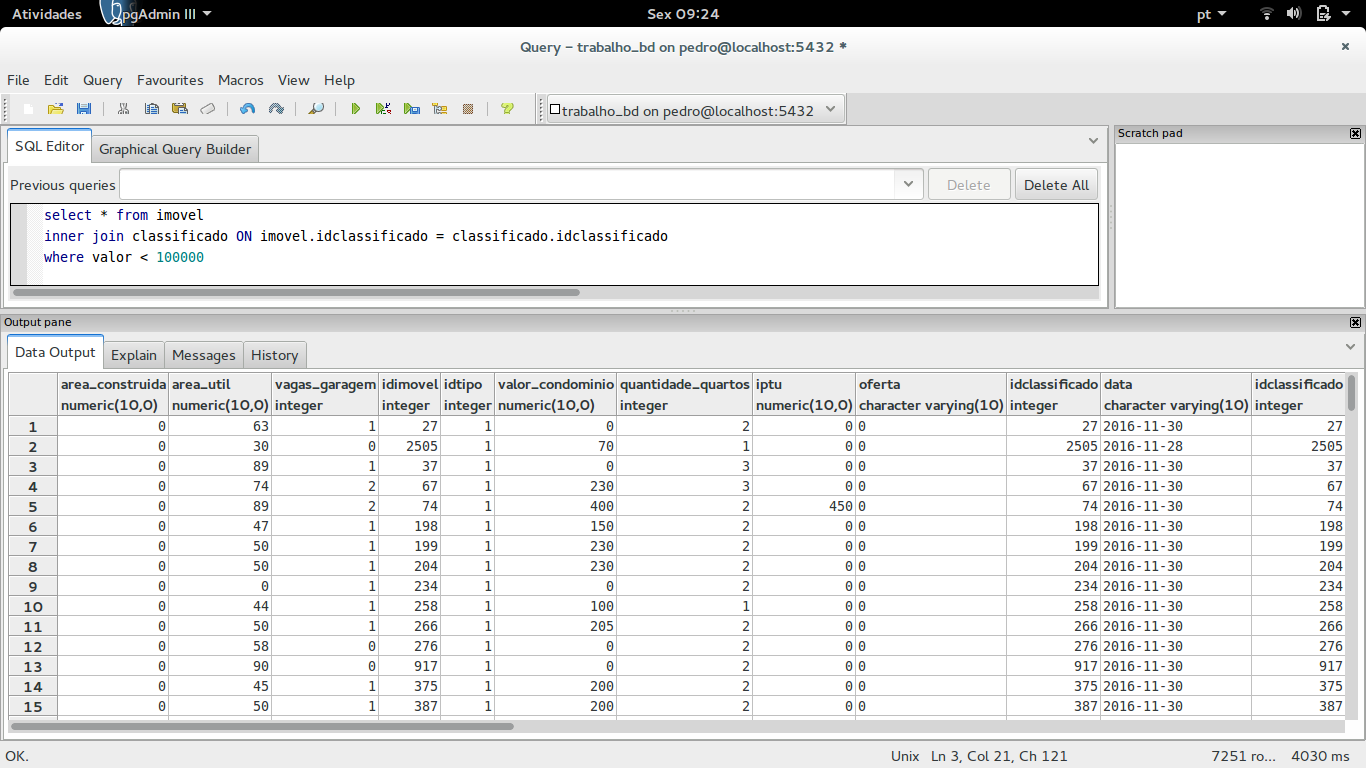 Atividades pgAdmin III Sex 09:24 pt
Query - trabalho_bd on pedro@localhost:5432 *
File Edit Query Favourites Macros View Help
trabalho_bd on pedro@localhost:5432
SQL Editor Graphical Query Builder
Scratch pad
Previous queries Delete Delete All
select * from imovel
inner join classificado ON imovel.idclassificado = classificado.idclassificado
where valor < 100000
Output pane
Data Output Explain Messages History
area_construida area_util vagas_garagem idimovel idtipo valor_condominio quantidade_quartos iptu oferta idclassificado data idclassificado
numeric(10,0) numeric(10,0) integer integer integer numeric(10,0) integer numeric(10,0) character varying(10) integer character varying(10) integer
1 0 63 1 27 1 0 2 0 0 27 2016-11-30 27
2 0 30 0 2505 1 70 1 0 0 2505 2016-11-28 2505
3 0 89 1 37 1 0 3 0 0 37 2016-11-30 37
4 0 74 2 67 1 230 3 0 0 67 2016-11-30 67
5 0 89 2 74 1 400 2 450 0 74 2016-11-30 74
6 0 47 1 198 1 150 2 0 0 198 2016-11-30 198
7 0 50 1 199 1 230 2 0 0 199 2016-11-30 199
8 0 50 1 204 1 230 2 0 0 204 2016-11-30 204
9 0 0 1 234 1 0 2 0 0 234 2016-11-30 234
10 0 44 1 258 1 100 1 0 0 258 2016-11-30 258
11 0 50 1 266 1 205 2 0 0 266 2016-11-30 266
12 0 58 0 276 1 0 2 0 0 276 2016-11-30 276
13 0 90 0 917 1 0 2 0 0 917 2016-11-30 917
14 0 45 1 375 1 200 2 0 0 375 2016-11-30 375
15 0 50 1 387 1 200 2 0 0 387 2016-11-30 387
OK. Unix Ln 3, Col 21, Ch 121 7251 ro... 4030 ms